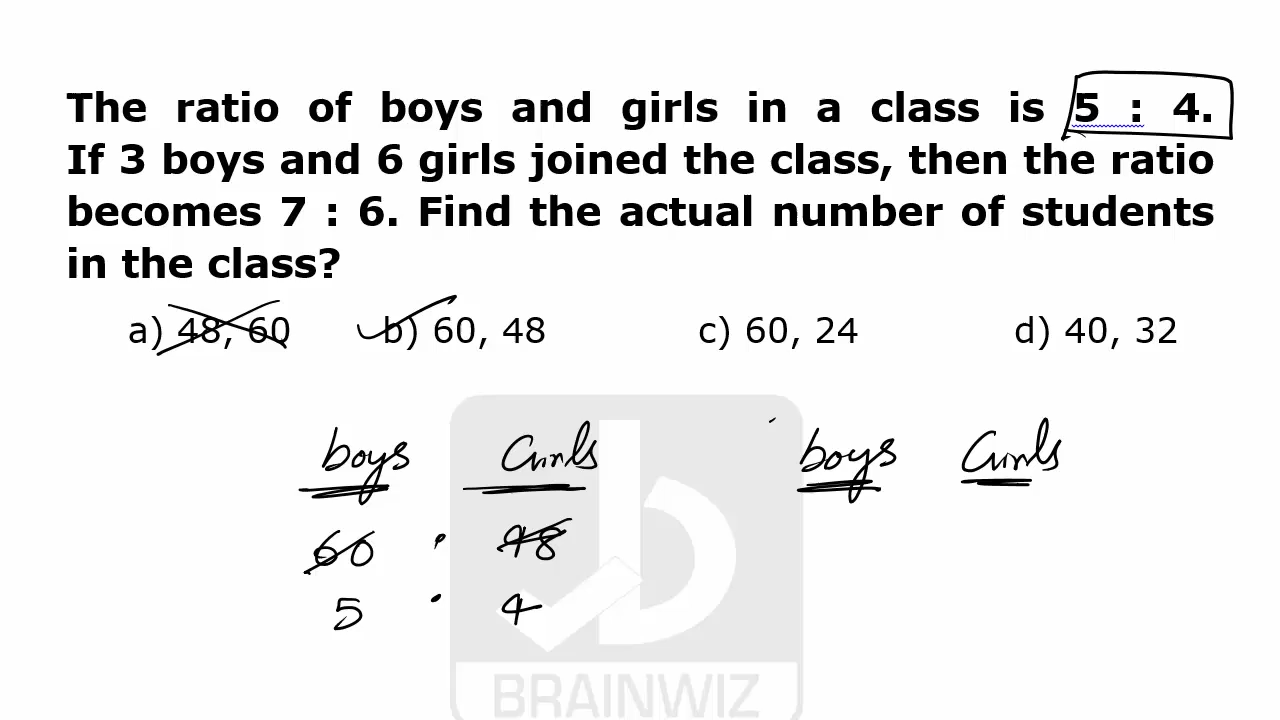 The ratio of boys and girls in a class is 5 : 4.
If 3 boys and 6 girls joined the class, then the ratio
becomes 7 : 6. Find the actual number of students
in the class?
a) 48, 60 b) 60, 48 c) 60, 24 d) 40, 32
boys Girls boys Girls
60 : 48
5 : 4
BRAINWIZ